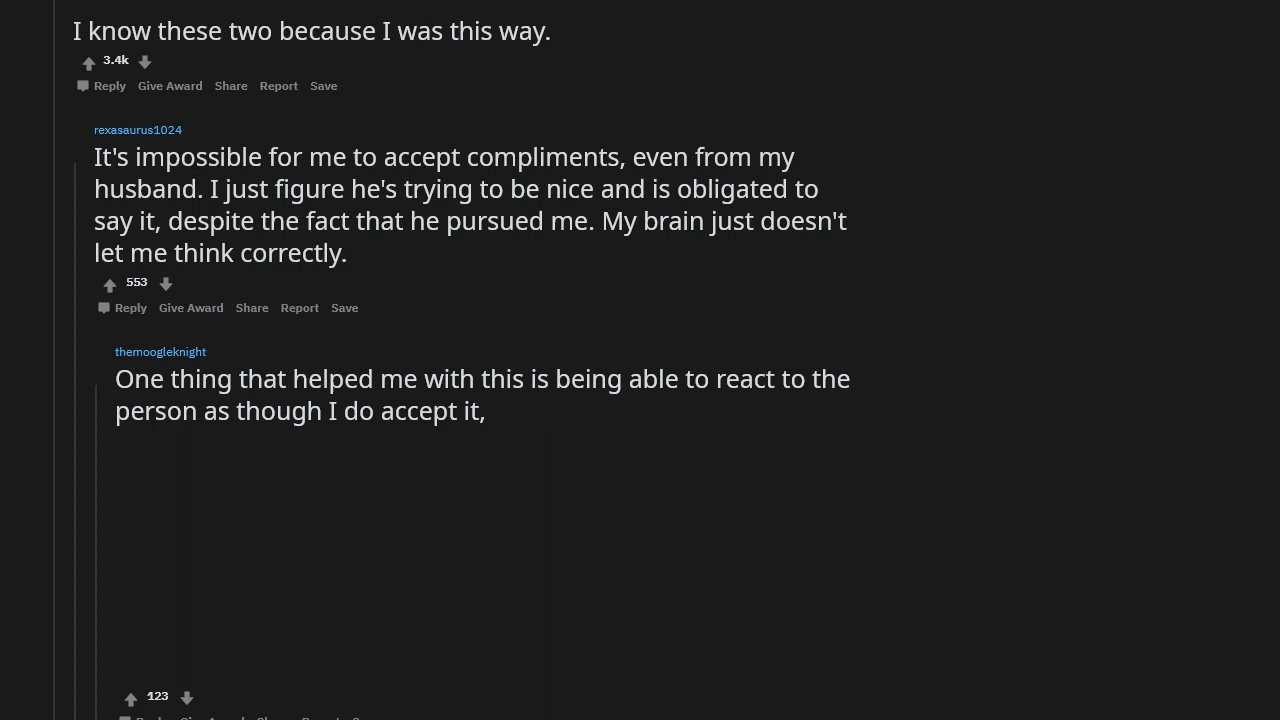 I know these two because I was this way.
3.4k
Reply Give Award Share Report Save
rexasaurus1024
It's impossible for me to accept compliments, even from my
husband. I just figure he's trying to be nice and is obligated to
say it, despite the fact that he pursued me. My brain just doesn't
let me think correctly.
553
Reply Give Award Share Report Save
themoogleknight
One thing that helped me with this is being able to react to the
person as though I do accept it,
123